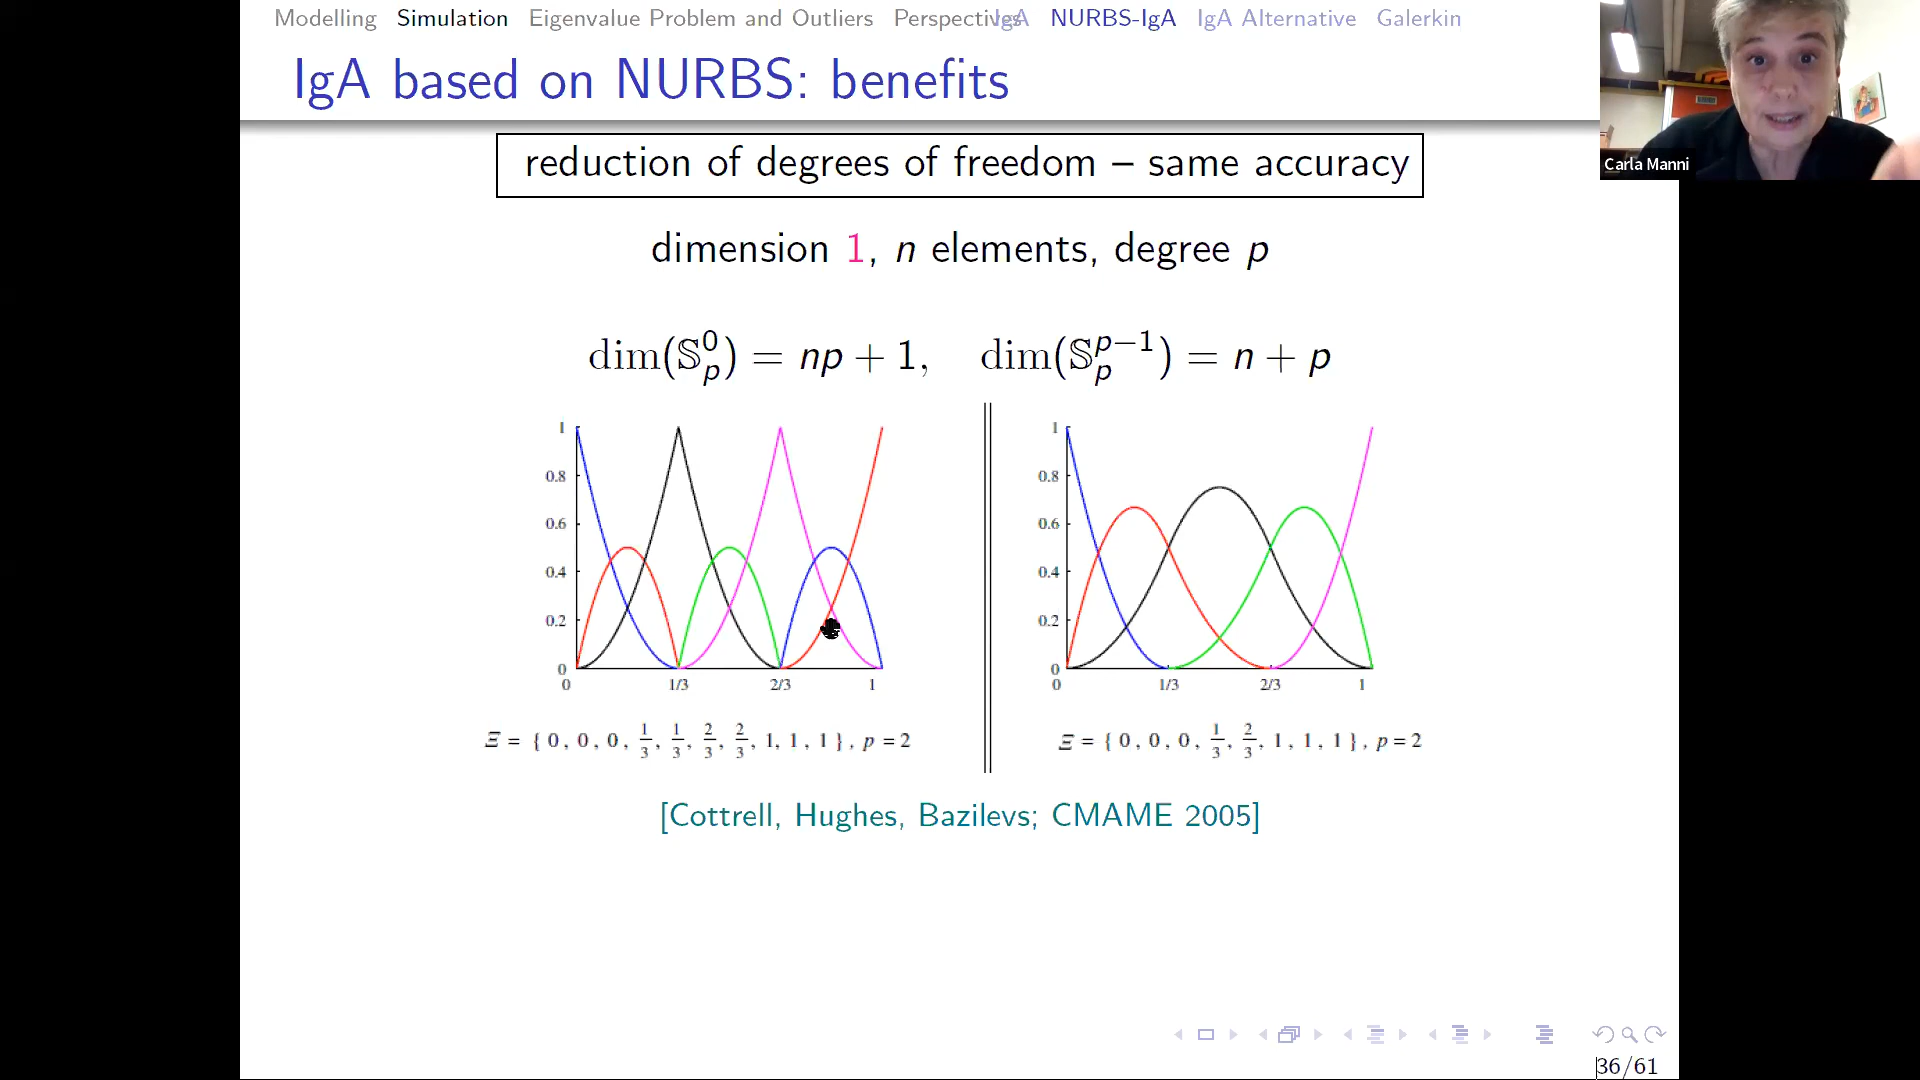 Modelling Simulation Eigenvalue Problem and Outliers Perspectives IgA NURBS-IgA IgA Alternative Galerkin
IgA based on NURBS: benefits
Carla Manni
reduction of degrees of freedom – same accuracy
dimension 1, n elements, degree p
dim(𝕊⁰ₚ) = np + 1, dim(𝕊ₚᵖ⁻¹) = n + p
1 0.8 0.6 0.4 0.2 0
0 1/3 2/3 1
1 0.8 0.6 0.4 0.2 0
0 1/3 2/3 1
Ξ = { 0 , 0 , 0 , 1/3 , 1/3 , 2/3 , 2/3 , 1, 1 , 1 } , p = 2
Ξ = { 0 , 0 , 0 , 1/3 , 2/3 , 1 , 1 , 1 } , p = 2
[Cottrell, Hughes, Bazilevs; CMAME 2005]
36/61